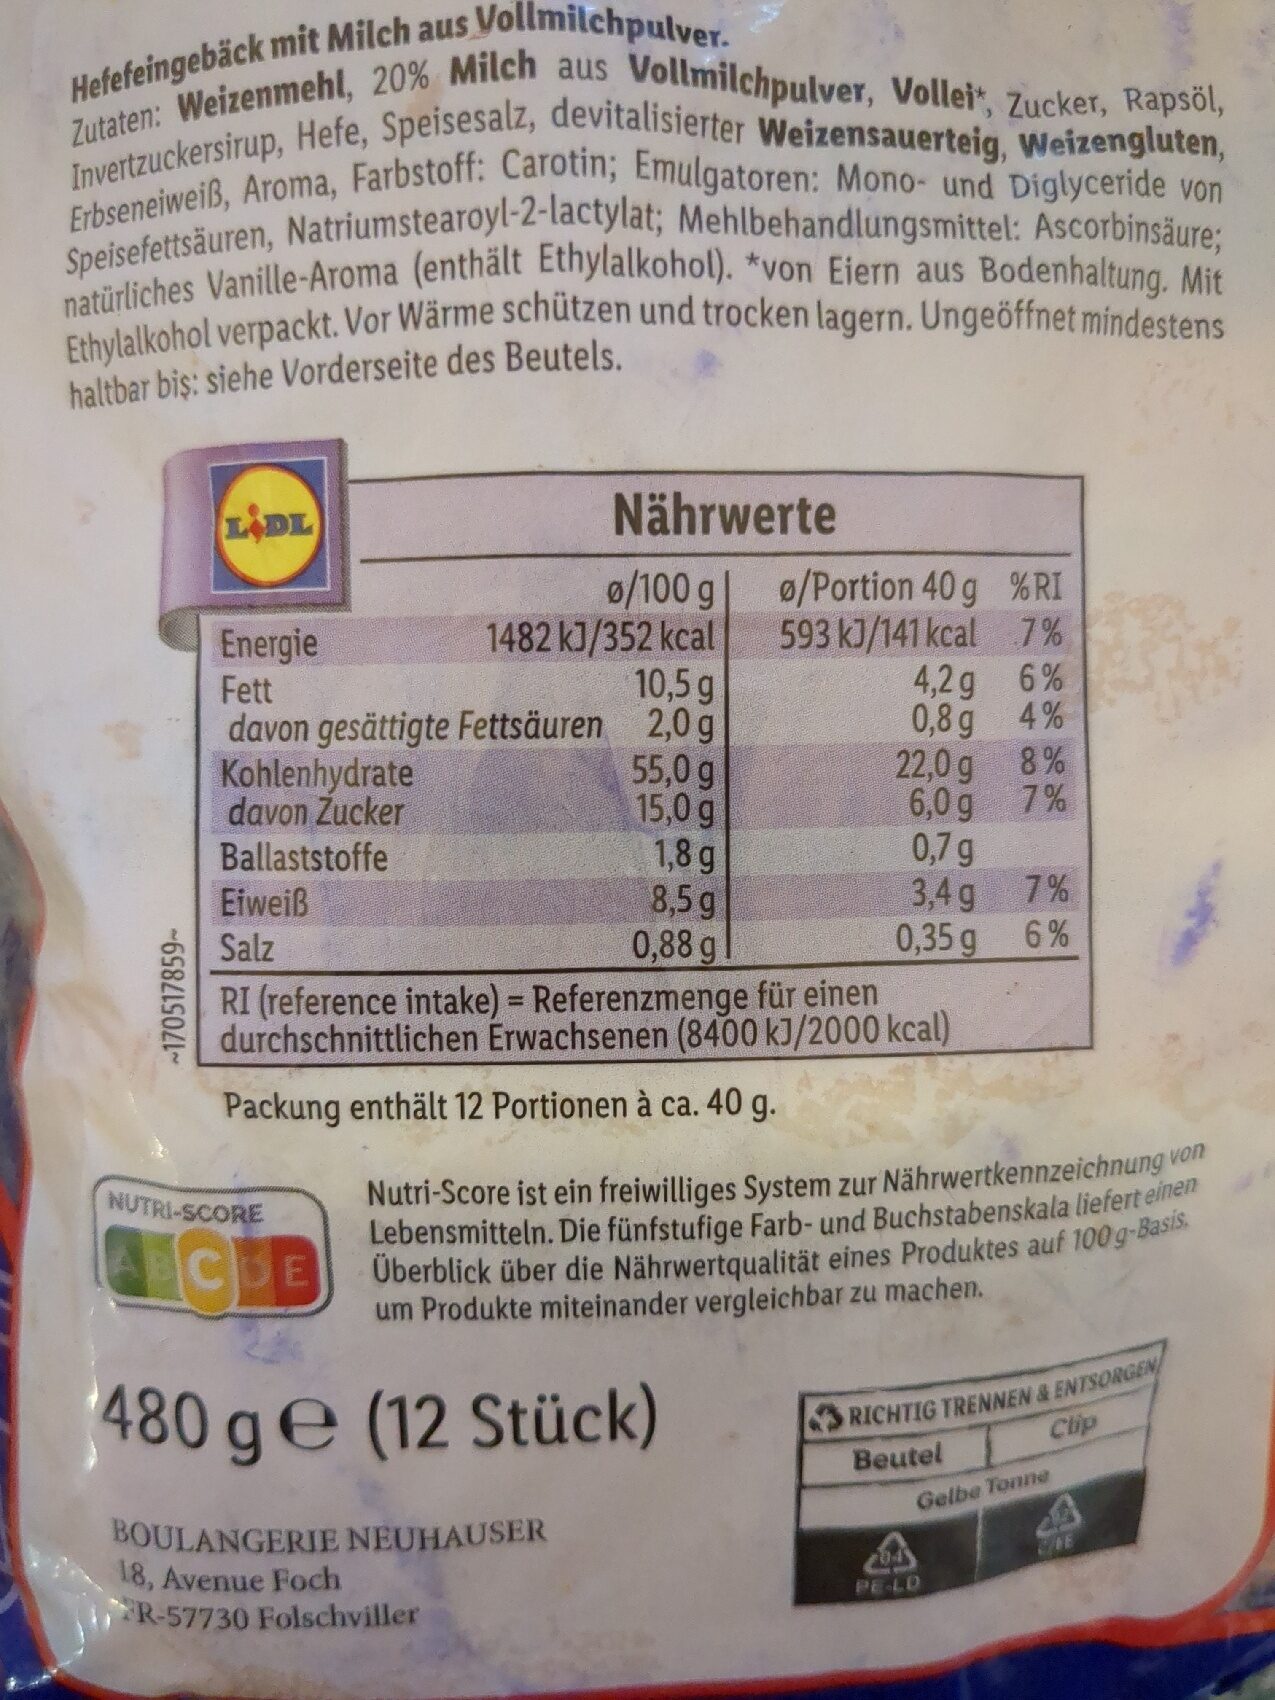 Hefefeingebäck mit Milch aus Vollmilchpulver.
Zutaten: Weizenmehl, 20% Milch aus Vollmilchpulver, Vollei*, Zucker, Rapsöl,
Invertzuckersirup, Hefe, Speisesalz, devitalisierter Weizensauerteig, Weizengluten,
Erbseneiweiß, Aroma, Farbstoff: Carotin; Emulgatoren: Mono- und Diglyceride von
Speisefettsäuren, Natriumstearoyl-2-lactylat; Mehlbehandlungsmittel: Ascorbinsäure;
natürliches Vanille-Aroma (enthält Ethylalkohol). *von Eiern aus Bodenhaltung. Mit
Ethylalkohol verpackt. Vor Wärme schützen und trocken lagern. Ungeöffnet mindestens
haltbar bis: siehe Vorderseite des Beutels.
LIDL
Nährwerte
ø/100 g ø/Portion 40 g %RI
Energie 1482 kJ/352 kcal 593 kJ/141 kcal 7%
Fett 10,5 g 4,2 g 6%
davon gesättigte Fettsäuren 2,0 g 0,8 g 4%
Kohlenhydrate 55,0 g 22,0 g 8%
davon Zucker 15,0 g 6,0 g 7%
Ballaststoffe 1,8 g 0,7 g
Eiweiß 8,5 g 3,4 g 7%
Salz 0,88 g 0,35 g 6%
RI (reference intake) = Referenzmenge für einen
durchschnittlichen Erwachsenen (8400 kJ/2000 kcal)
~170517859~
Packung enthält 12 Portionen à ca. 40 g.
NUTRI-SCORE
A B C D E
Nutri-Score ist ein freiwilliges System zur Nährwertkennzeichnung von
Lebensmitteln. Die fünfstufige Farb- und Buchstabenskala liefert einen
Überblick über die Nährwertqualität eines Produktes auf 100 g-Basis,
um Produkte miteinander vergleichbar zu machen.
480 g e (12 Stück)
RICHTIG TRENNEN & ENTSORGEN
Beutel Clip
Gelbe Tonne
04
PE-LD
BOULANGERIE NEUHAUSER
18, Avenue Foch
FR-57730 Folschviller